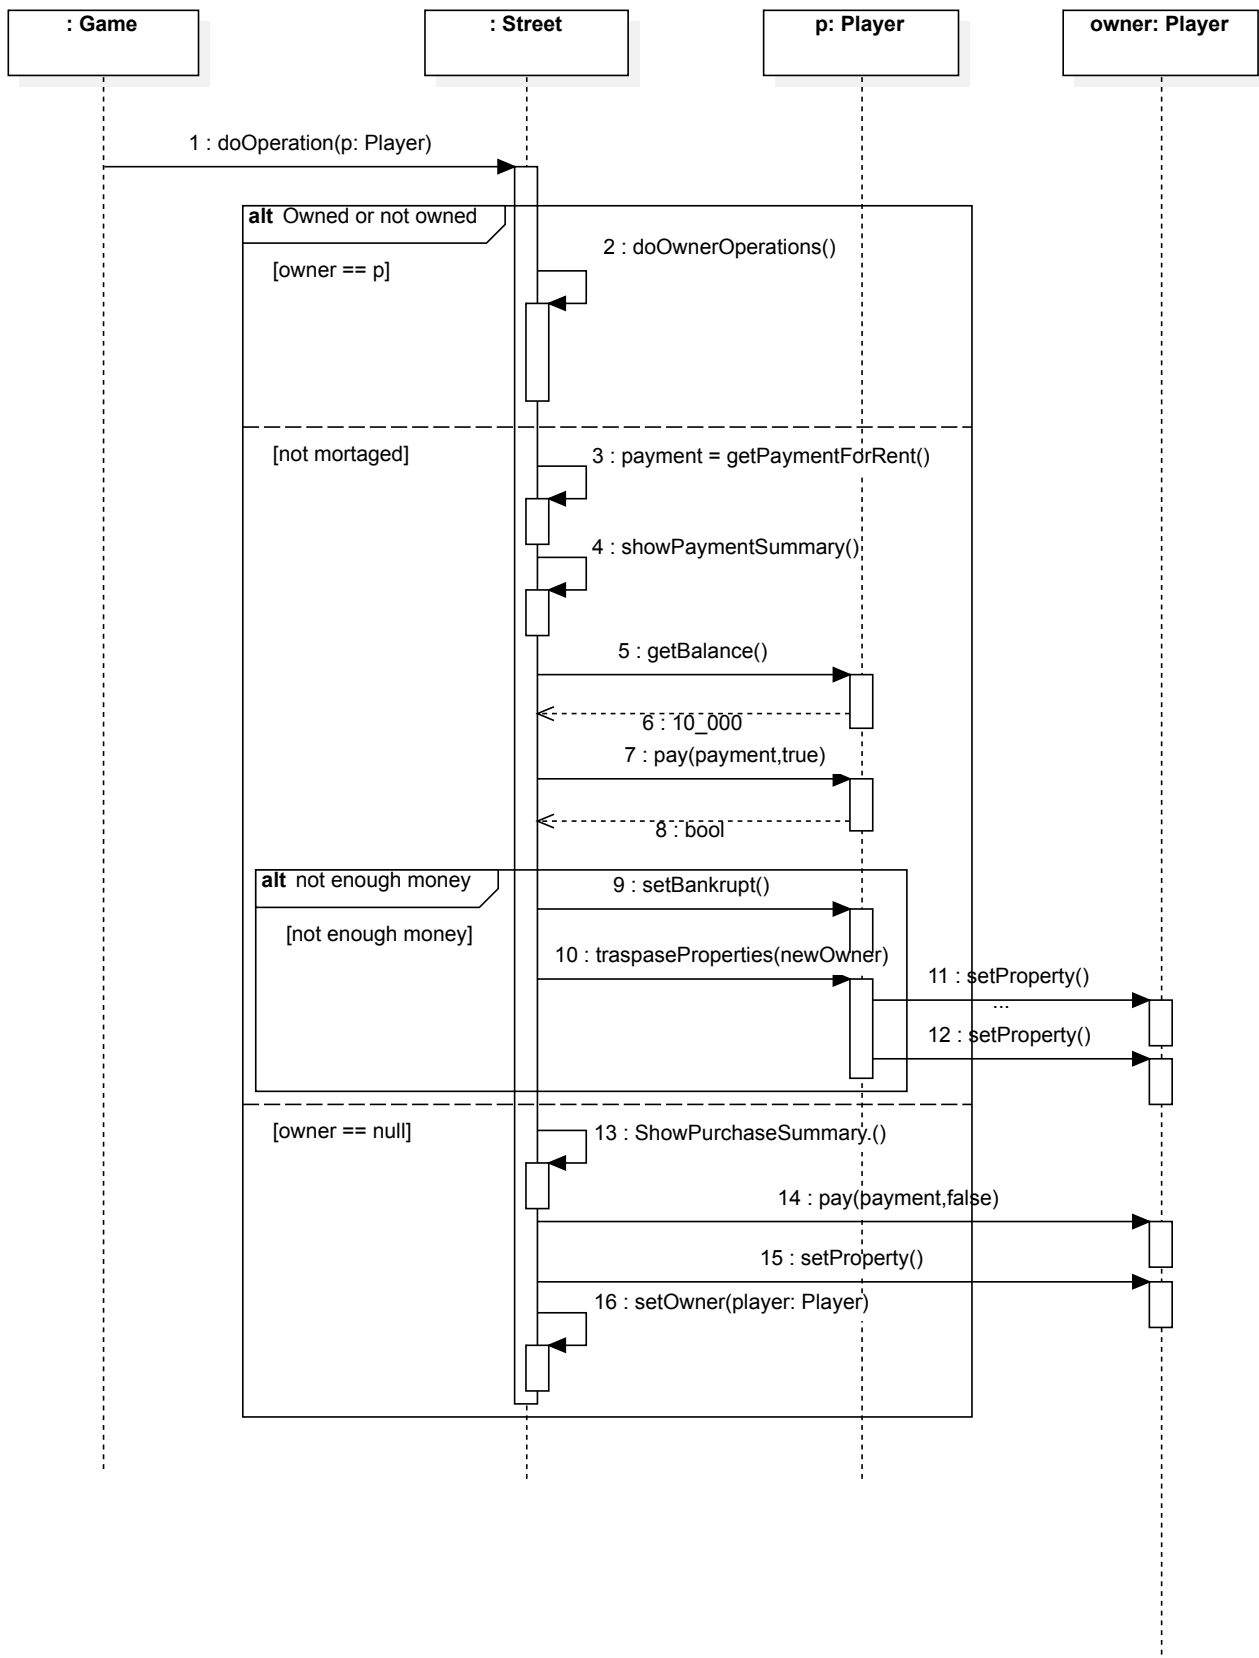 : Game
: Street
p: Player
owner: Player
1 : doOperation(p: Player)
alt Owned or not owned
2 : doOwnerOperations()
[owner == p]
[not mortaged]
3 : payment = getPaymentForRent()
4 : showPaymentSummary()
5 : getBalance()
6 : 10_000
7 : pay(payment,true)
8 : bool
alt not enough money
9 : setBankrupt()
[not enough money]
10 : traspaseProperties(newOwner)
11 : setProperty()
...
12 : setProperty()
[owner == null]
13 : ShowPurchaseSummary.()
14 : pay(payment,false)
15 : setProperty()
16 : setOwner(player: Player)